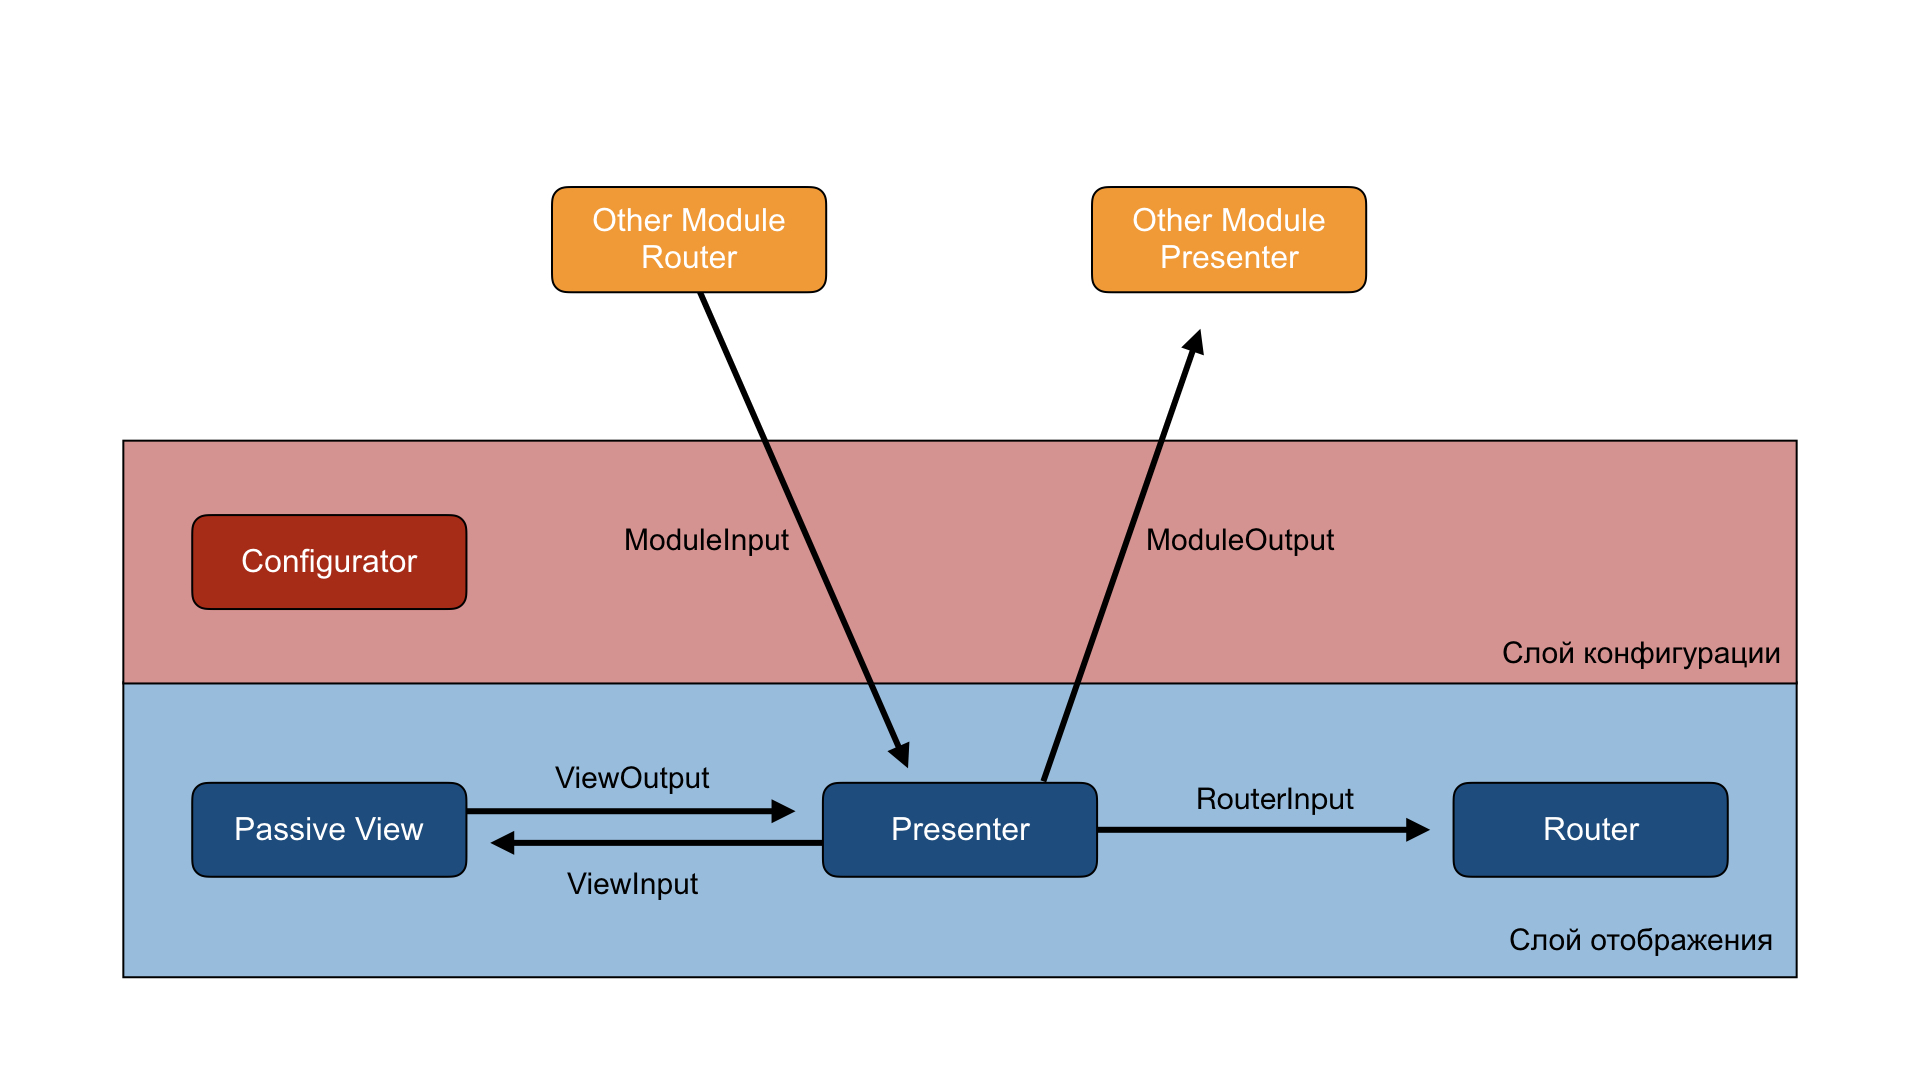 Other Module
Router
Other Module
Presenter
Configurator
ModuleInput
ModuleOutput
Слой конфигурации
Passive View
ViewOutput
ViewInput
Presenter
RouterInput
Router
Слой отображения